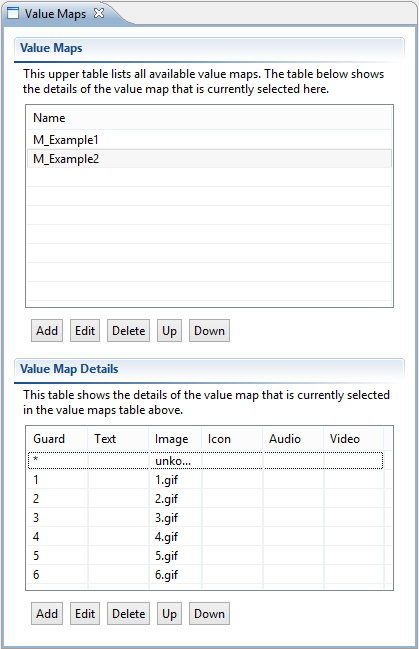 Value Maps
Value Maps
This upper table lists all available value maps. The table below shows
the details of the value map that is currently selected here.
Name
M_Example1
M_Example2
Add Edit Delete Up Down
Value Map Details
This table shows the details of the value map that is currently selected
in the value maps table above.
Guard Text Image Icon Audio Video
* unko...
1 1.gif
2 2.gif
3 3.gif
4 4.gif
5 5.gif
6 6.gif
Add Edit Delete Up Down